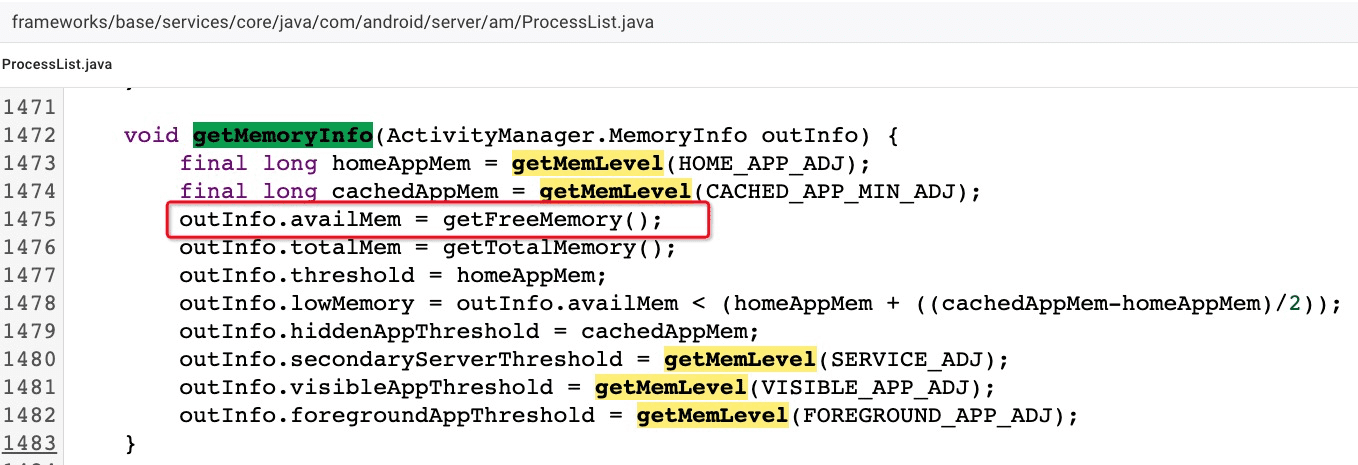 frameworks/base/services/core/java/com/android/server/am/ProcessList.java
ProcessList.java
1471
1472 void getMemoryInfo(ActivityManager.MemoryInfo outInfo) {
1473 final long homeAppMem = getMemLevel(HOME_APP_ADJ);
1474 final long cachedAppMem = getMemLevel(CACHED_APP_MIN_ADJ);
1475 outInfo.availMem = getFreeMemory();
1476 outInfo.totalMem = getTotalMemory();
1477 outInfo.threshold = homeAppMem;
1478 outInfo.lowMemory = outInfo.availMem < (homeAppMem + ((cachedAppMem-homeAppMem)/2));
1479 outInfo.hiddenAppThreshold = cachedAppMem;
1480 outInfo.secondaryServerThreshold = getMemLevel(SERVICE_ADJ);
1481 outInfo.visibleAppThreshold = getMemLevel(VISIBLE_APP_ADJ);
1482 outInfo.foregroundAppThreshold = getMemLevel(FOREGROUND_APP_ADJ);
1483 }